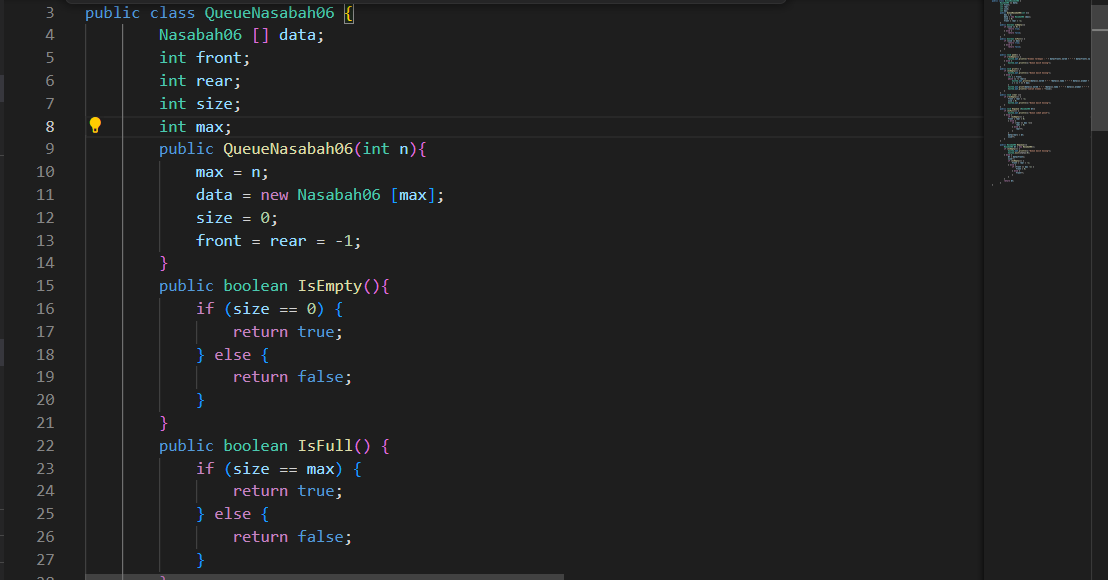 3 public class QueueNasabah06 {
4 Nasabah06 [] data;
5 int front;
6 int rear;
7 int size;
8 int max;
9 public QueueNasabah06(int n){
10 max = n;
11 data = new Nasabah06 [max];
12 size = 0;
13 front = rear = -1;
14 }
15 public boolean IsEmpty(){
16 if (size == 0) {
17 return true;
18 } else {
19 return false;
20 }
21 }
22 public boolean IsFull() {
23 if (size == max) {
24 return true;
25 } else {
26 return false;
27 }
28 }